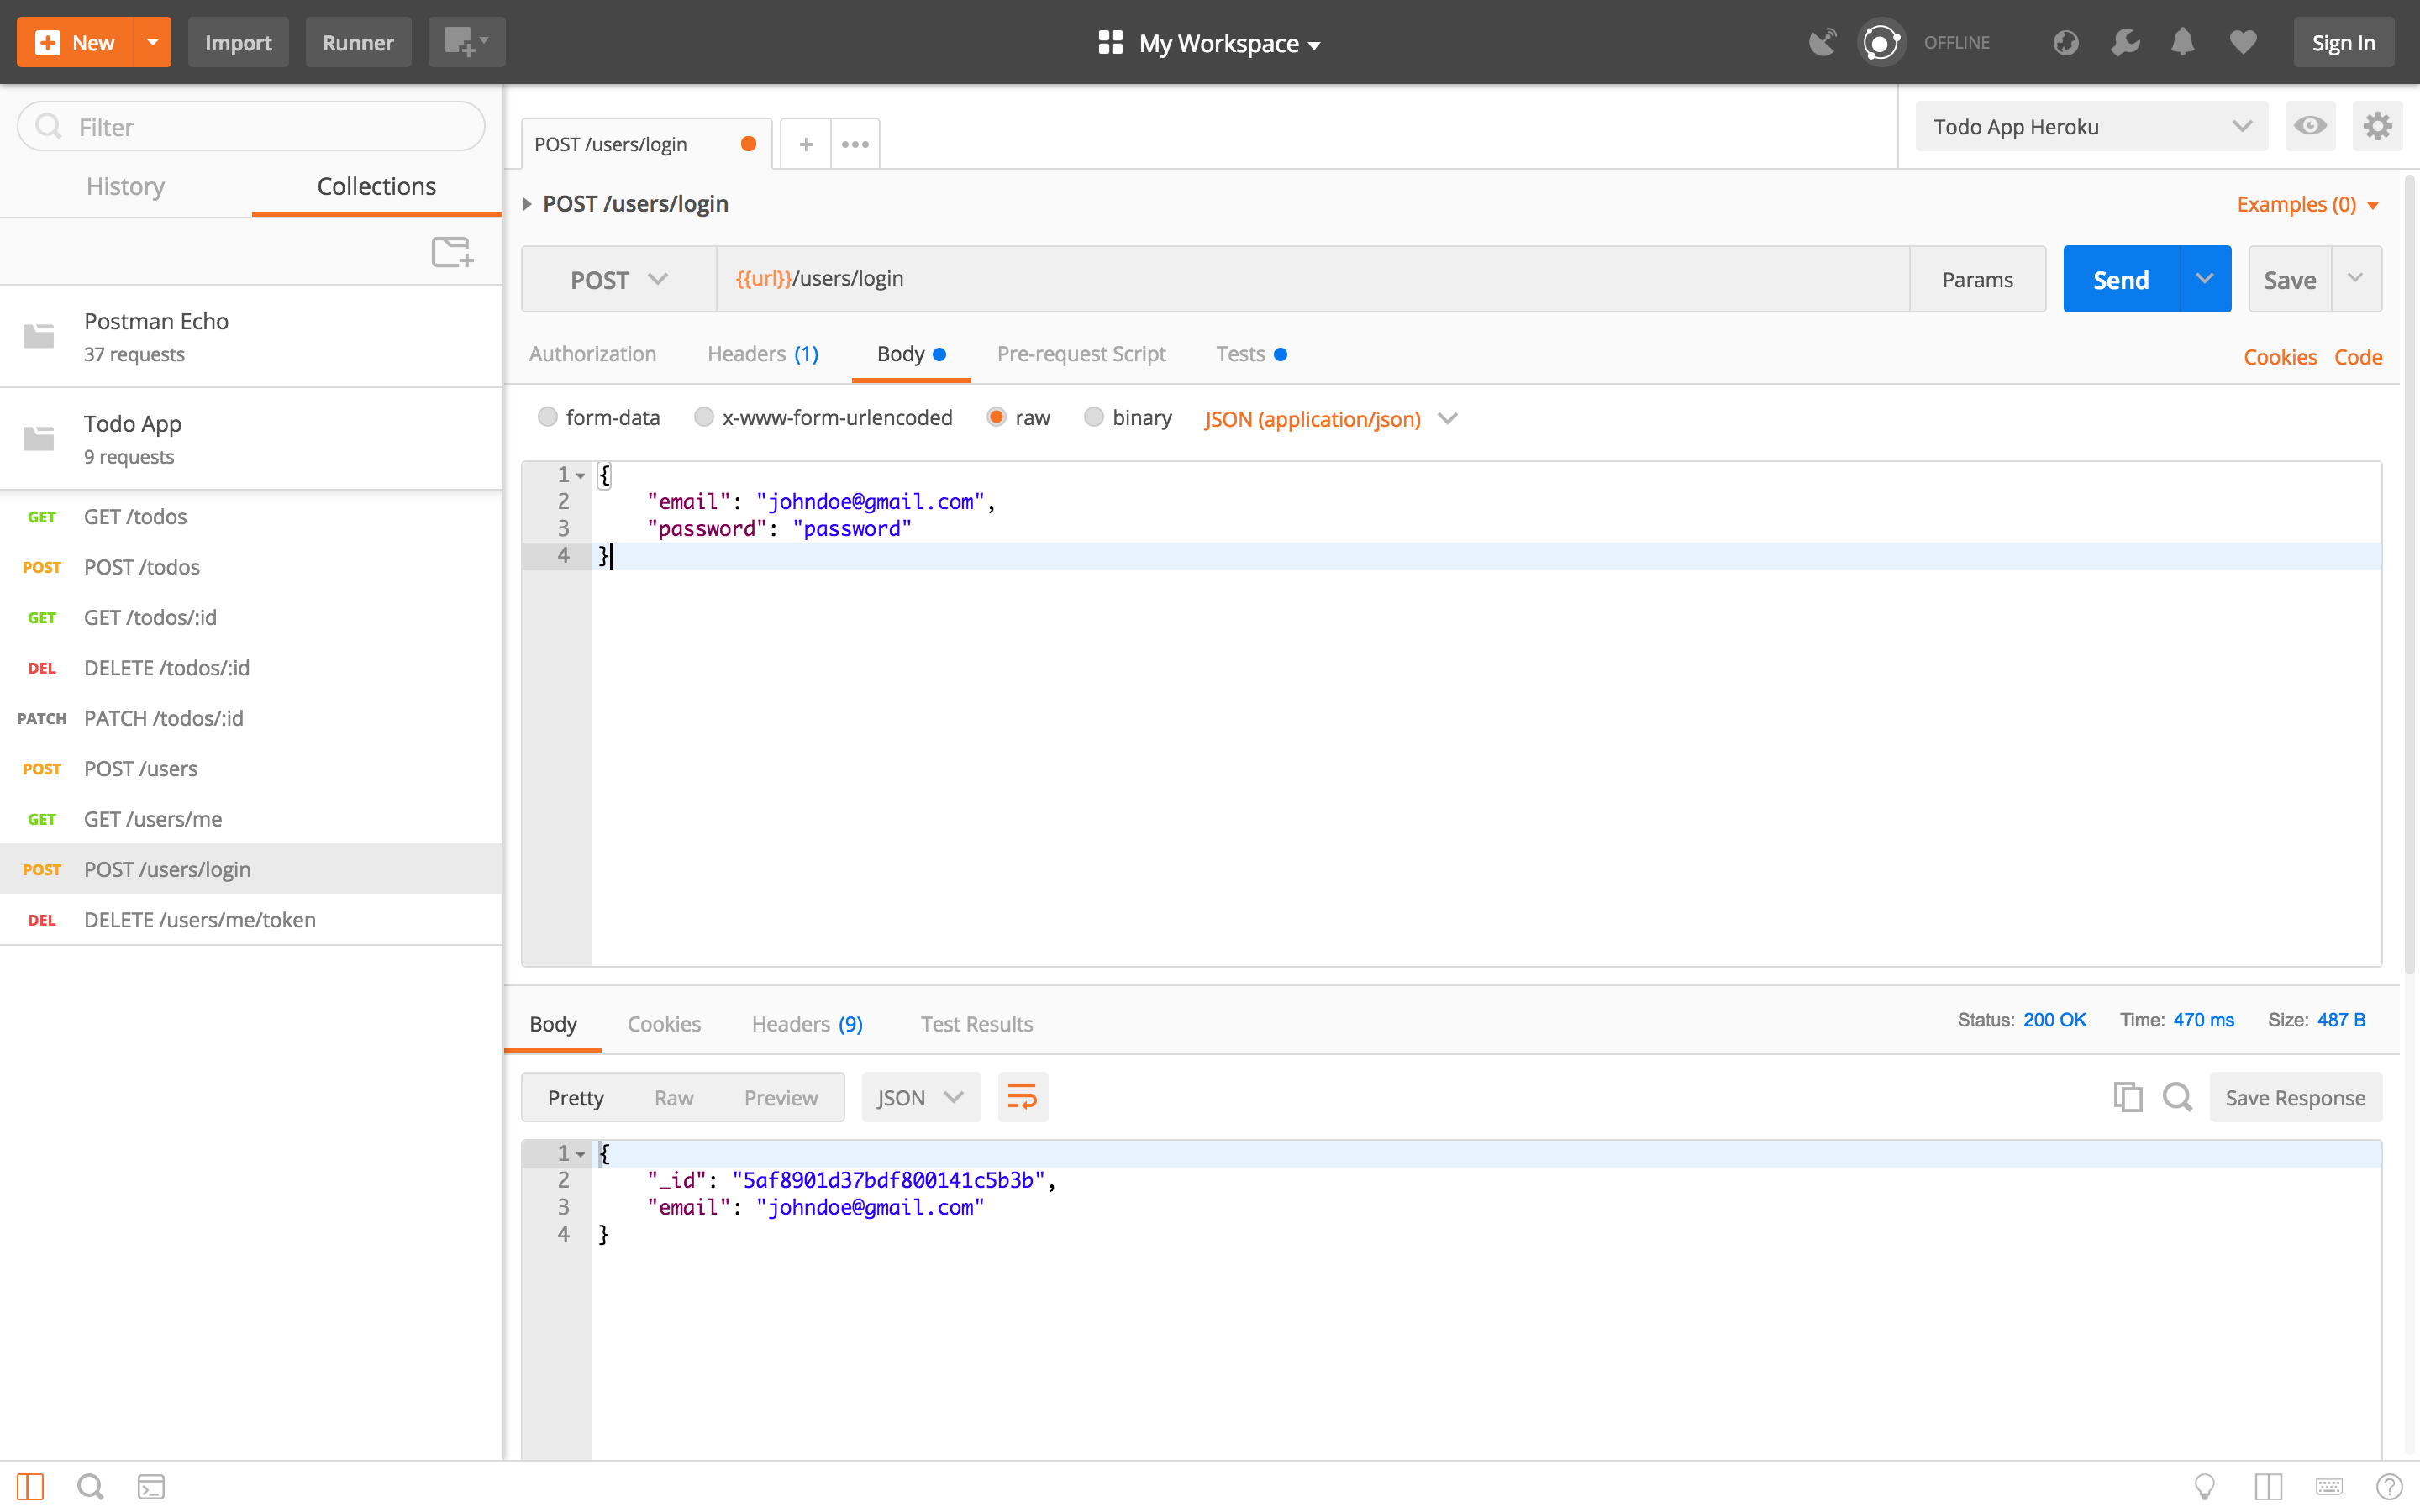 New
Import
Runner
My Workspace
OFFLINE
Sign In
Filter
History
Collections
Postman Echo
37 requests
Todo App
9 requests
GET GET /todos
POST POST /todos
GET GET /todos/:id
DEL DELETE /todos/:id
PATCH PATCH /todos/:id
POST POST /users
GET GET /users/me
POST POST /users/login
DEL DELETE /users/me/token
POST /users/login
Todo App Heroku
POST /users/login
Examples (0)
POST
{{url}}/users/login
Params
Send
Save
Authorization
Headers (1)
Body
Pre-request Script
Tests
Cookies
Code
form-data
x-www-form-urlencoded
raw
binary
JSON (application/json)
1 {
2 "email": "johndoe@gmail.com",
3 "password": "password"
4 }
Body
Cookies
Headers (9)
Test Results
Status: 200 OK
Time: 470 ms
Size: 487 B
Pretty
Raw
Preview
JSON
Save Response
1 {
2 "_id": "5af8901d37bdf800141c5b3b",
3 "email": "johndoe@gmail.com"
4 }